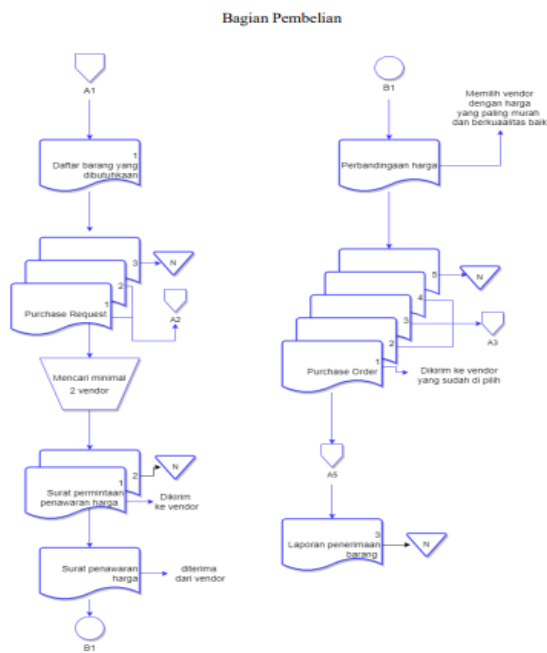 Bagian Pembelian
A1
1
Daftar barang yang
dibutuhkaan
3
N
2
1
Purchase Request
A2
Mencari minimal
2 vendor
2
N
1
Surat permintaan
penawaran harga
Dikirim
ke vendor
Surat penawaran
harga
diterima
dari vendor
B1
B1
Memilih vendor
dengan harga
yang paling murah
dan berkuaalitas baik
Perbandingaan harga
5
N
4
3
A3
2
1
Purchase Order
Dikirim ke vendor
yang sudah di pilih
A5
3
Laporan penerimaan
barang
N